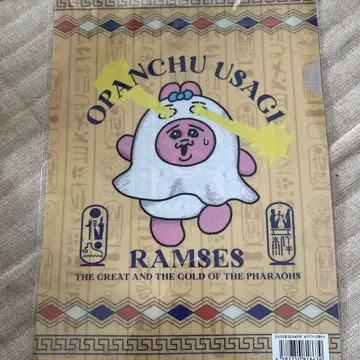 OPANCHU USAGI
RAMSES
THE GREAT AND THE GOLD OF THE PHARAOHS